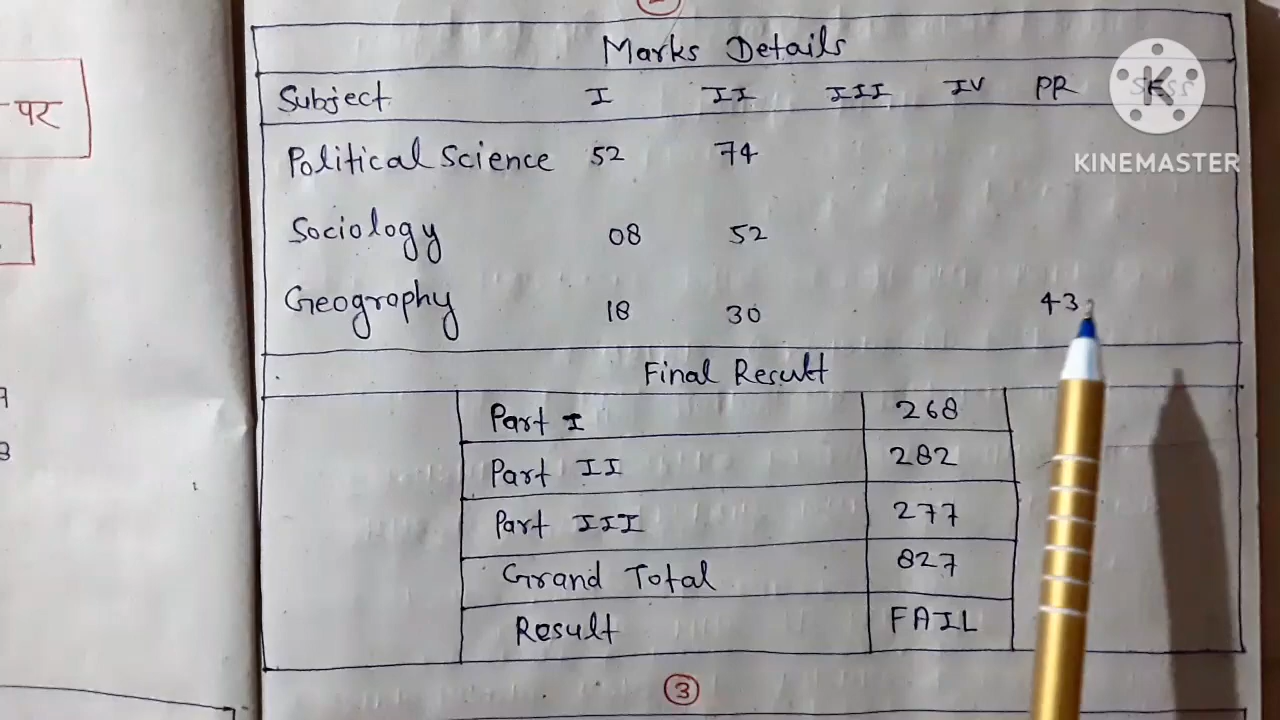 Marks Details
Subject I II III IV PR SESS
Political Science 52 74
Sociology 08 52
Geography 18 30 43
Final Result
Part I 268
Part II 282
Part III 277
Grand Total 827
Result FAIL
3
पर
K
KINEMASTER